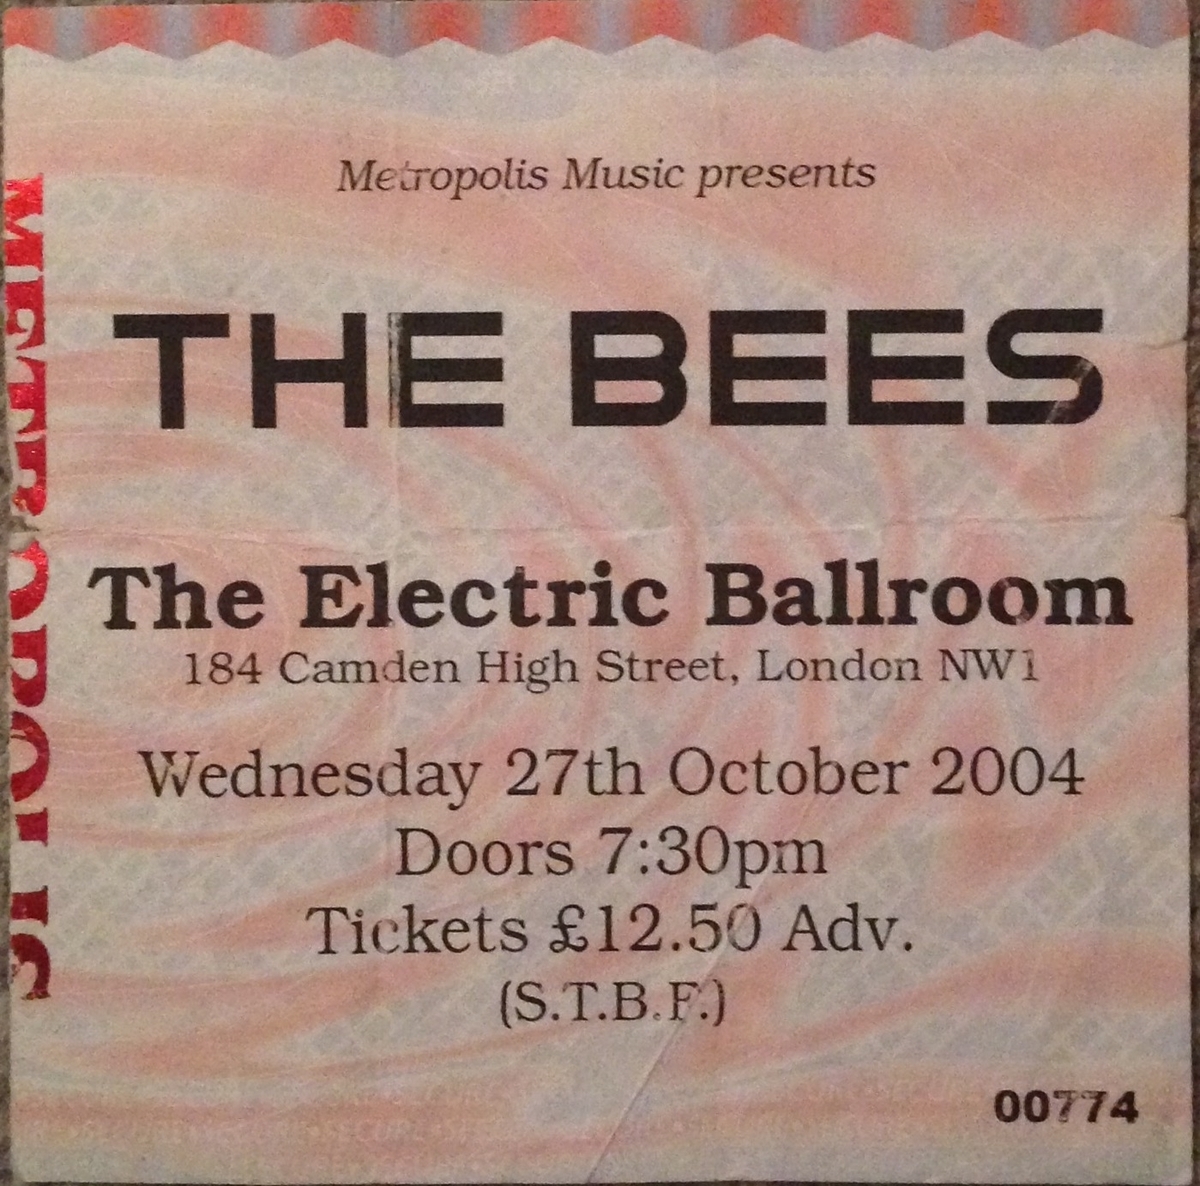 Metropolis Music presents
THE BEES
The Electric Ballroom
184 Camden High Street, London NW1
Wednesday 27th October 2004
Doors 7:30pm
Tickets £12.50 Adv.
(S.T.B.F.)
00774
METROPOLIS